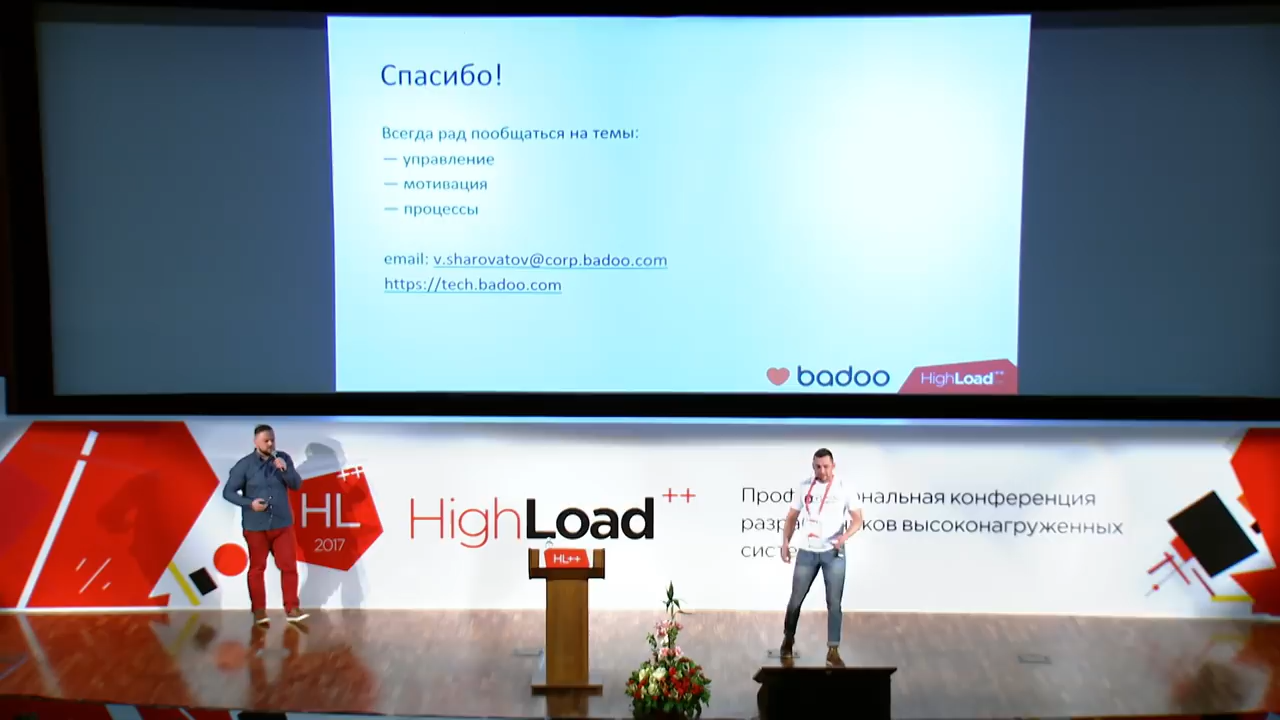 Спасибо!
Всегда рад пообщаться на темы:
— управление
— мотивация
— процессы
email: v.sharovatov@corp.badoo.com
https://tech.badoo.com
badoo
HighLoad++
++
HL
2017
HighLoad++
HL++
конференция
высоконагруженных